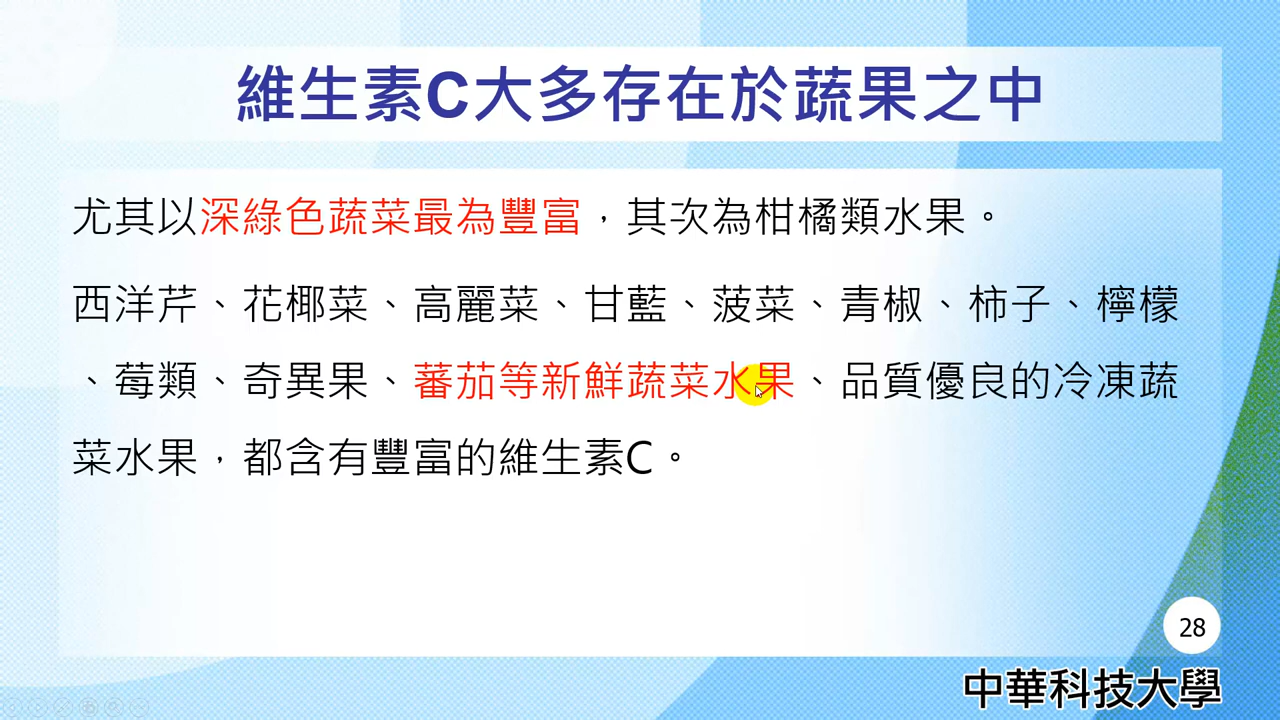 維生素C大多存在於蔬果之中
尤其以深綠色蔬菜最為豐富，其次為柑橘類水果。
西洋芹、花椰菜、高麗菜、甘藍、菠菜、青椒、柿子、檸檬
、莓類、奇異果、蕃茄等新鮮蔬菜水果、品質優良的冷凍蔬
菜水果，都含有豐富的維生素C。
28
中華科技大學